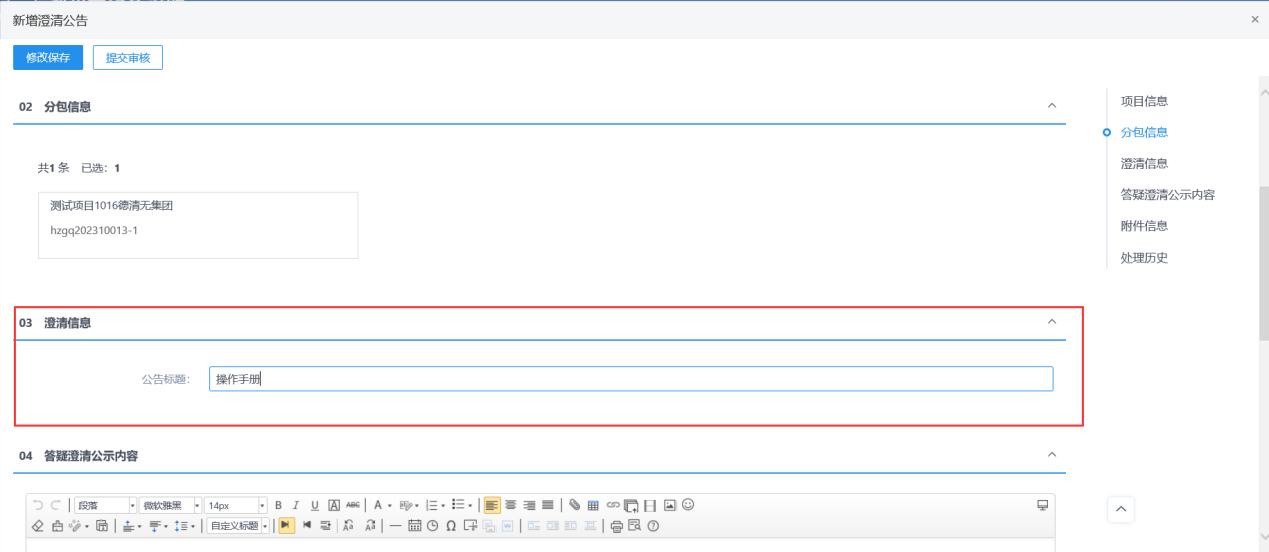 新增澄清公告
×
修改保存 提交审核
02 分包信息
共1 条 已选：1
测试项目1016德清无集团
hzgq202310013-1
03 澄清信息
公告标题： 操作手册
04 答疑澄清公示内容
段落 微软雅黑 14px B I U A ABC A
自定义标题
项目信息
分包信息
澄清信息
答疑澄清公示内容
附件信息
处理历史